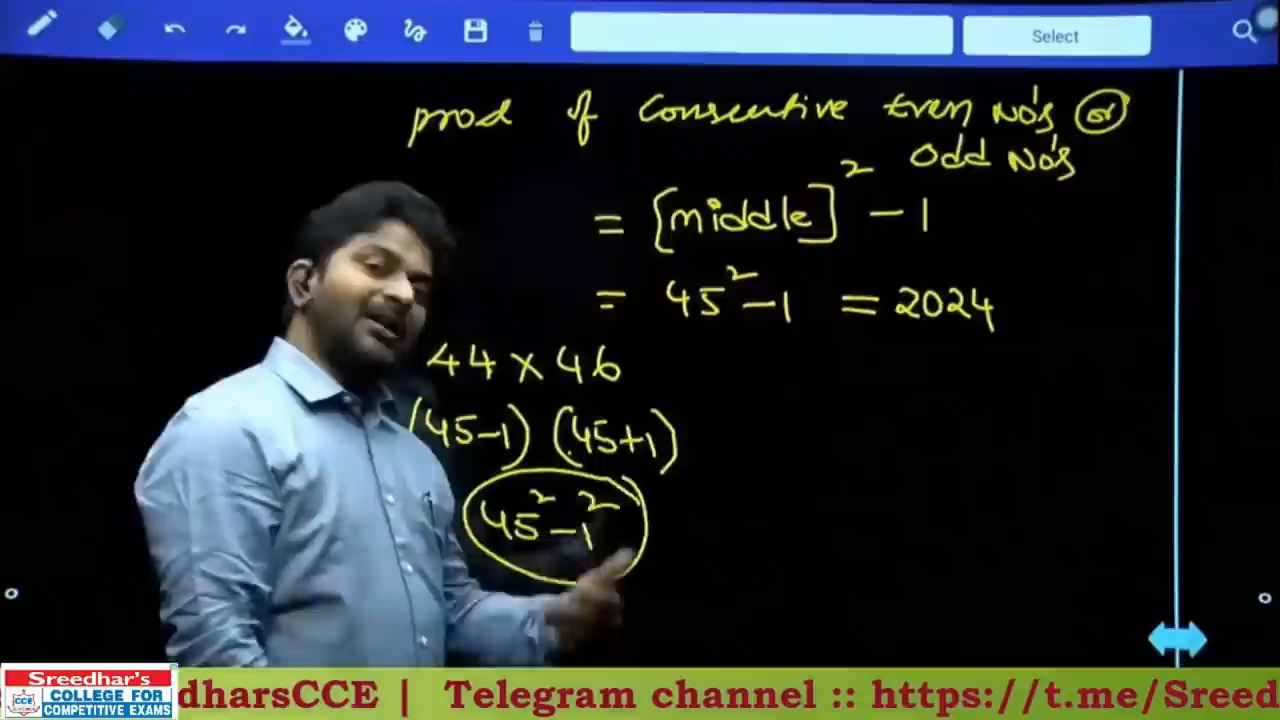 Select
prod of Consecutive Even No's or
Odd No's
= [middle]² - 1
= 45² - 1 = 2024
44 × 46
(45-1) (45+1)
45² - 1²
Sreedhar's
CCE
COLLEGE FOR
COMPETITIVE EXAMS
dharsCCE | Telegram channel :: https://t.me/Sreed